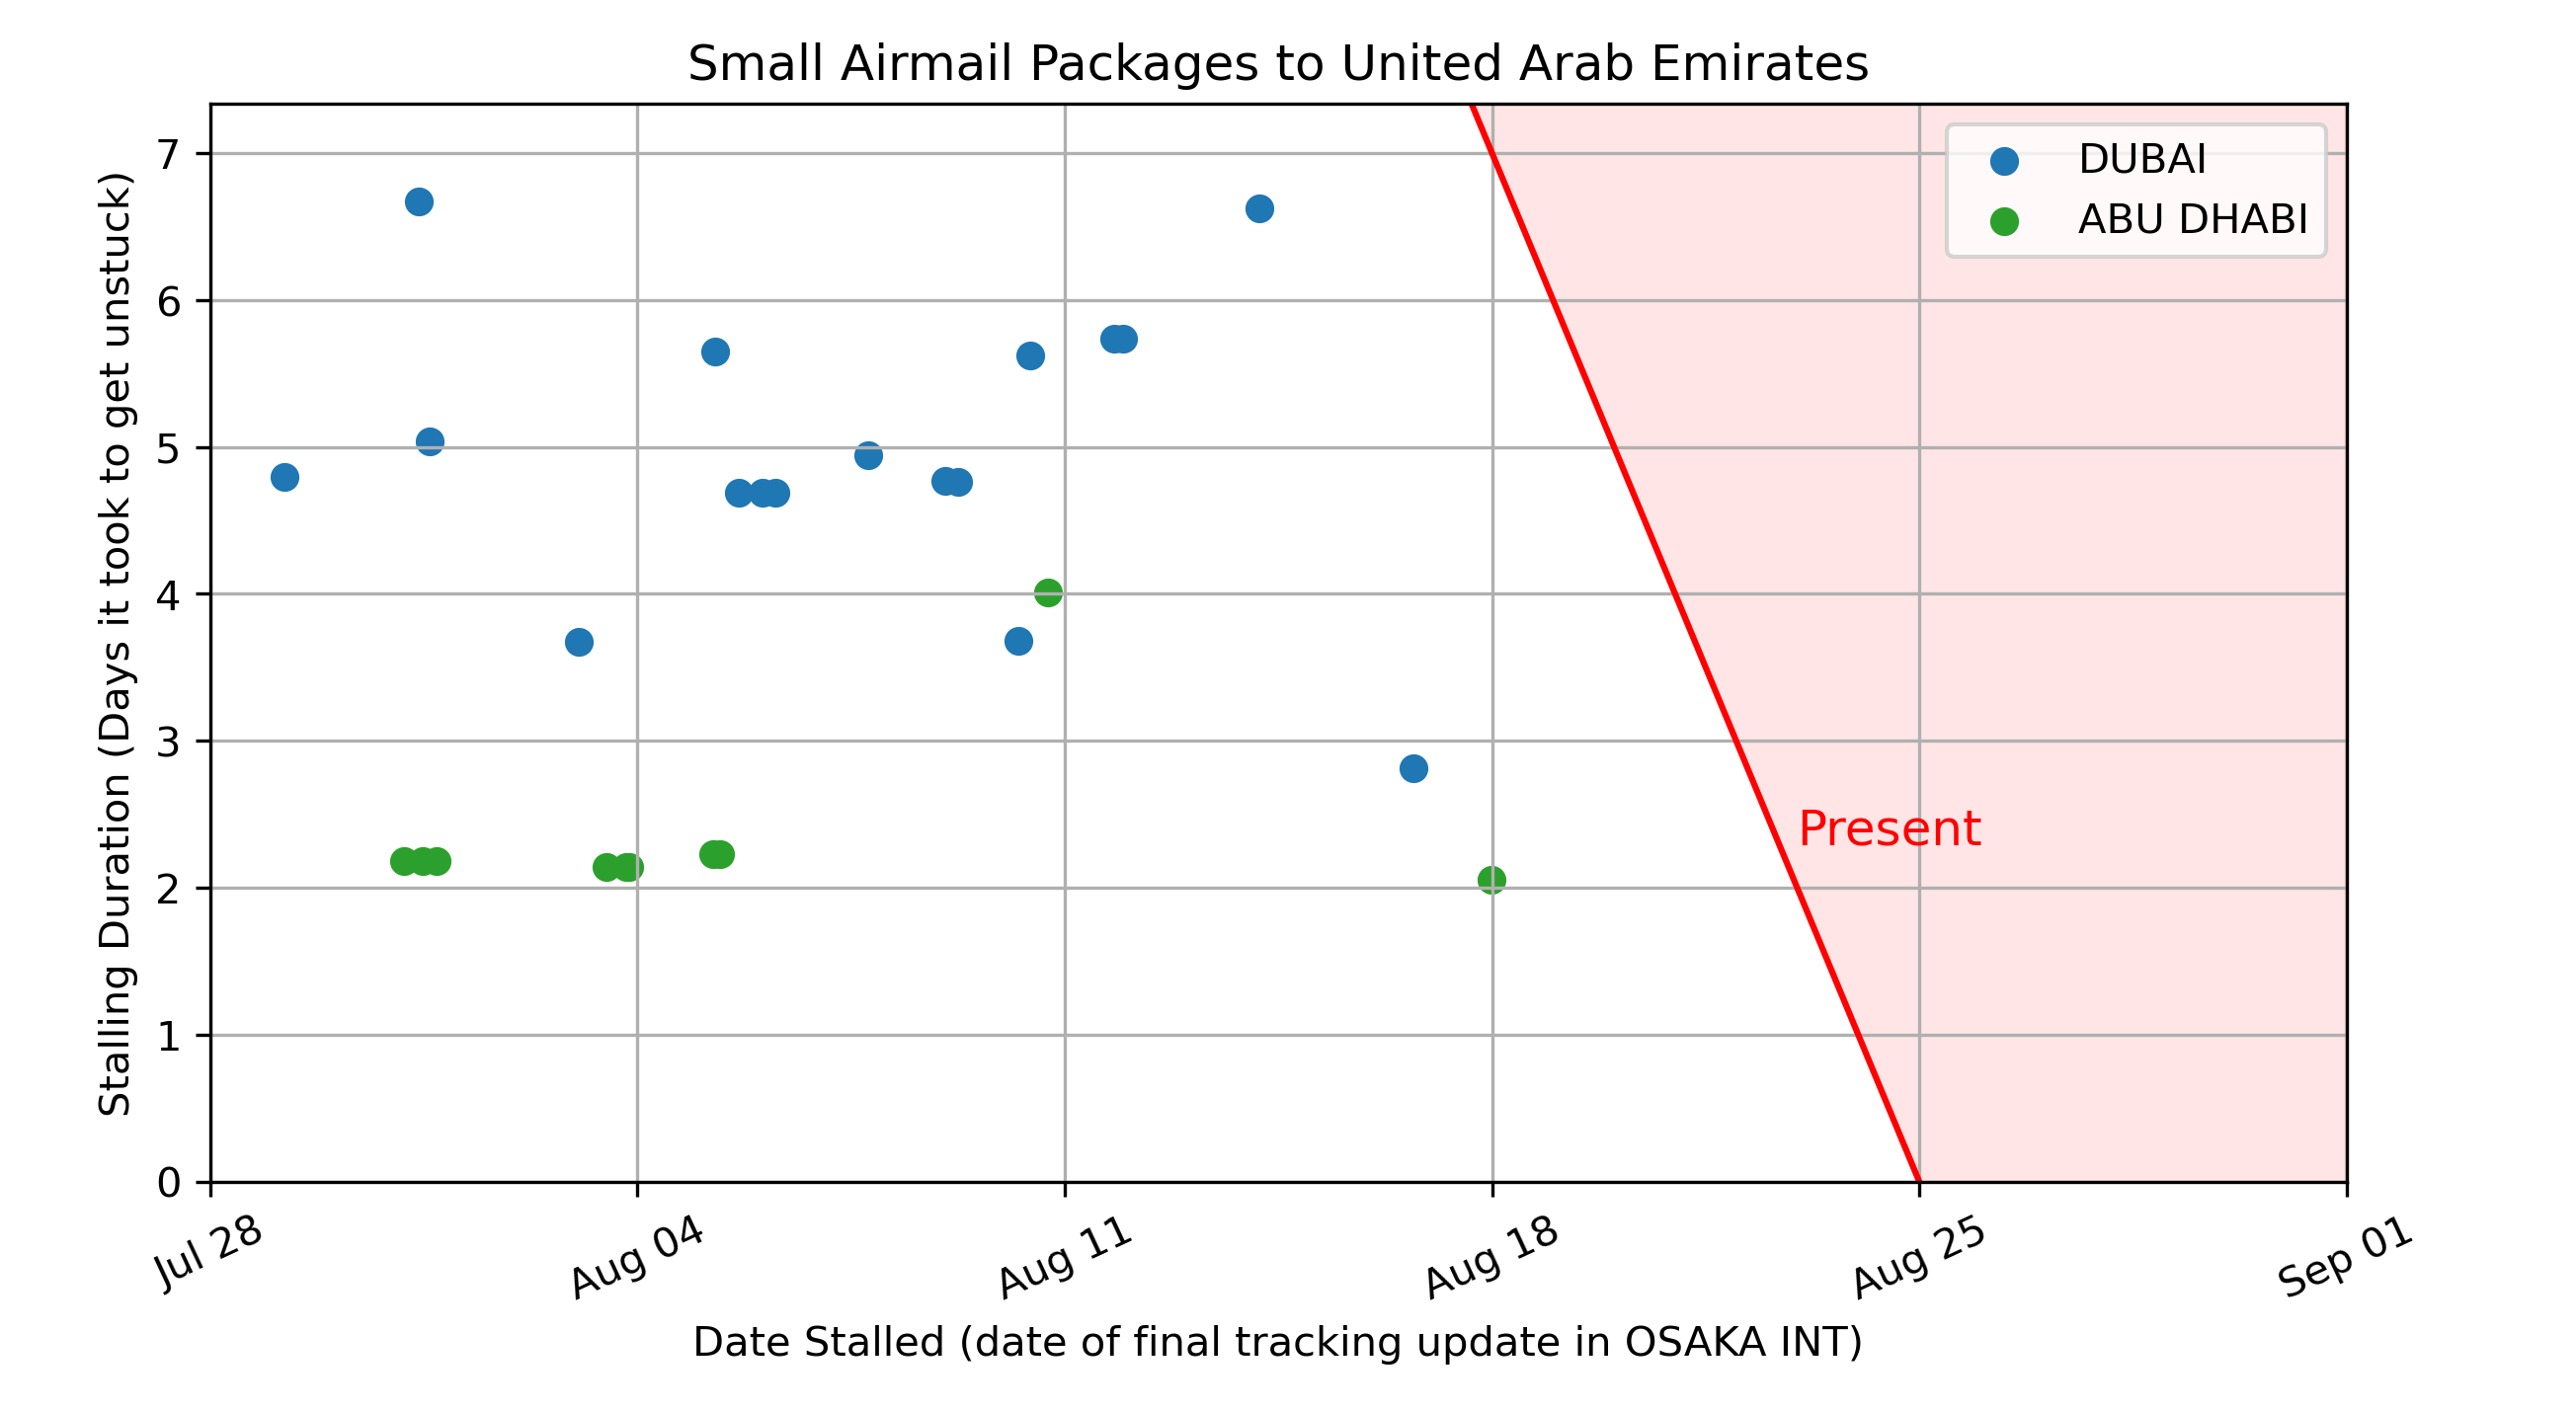 Small Airmail Packages to United Arab Emirates
Stalling Duration (Days it took to get unstuck)
7
6
5
4
3
2
1
0
DUBAI
ABU DHABI
Present
Jul 28
Aug 04
Aug 11
Aug 18
Aug 25
Sep 01
Date Stalled (date of final tracking update in OSAKA INT)